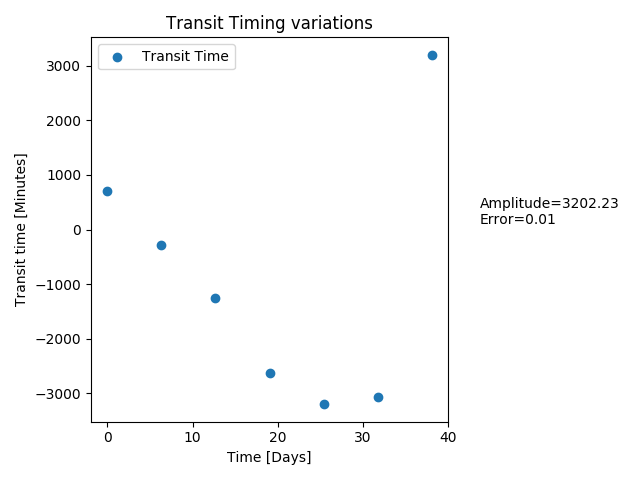 Transit Timing variations
Transit Time
3000
2000
1000
0
−1000
−2000
−3000
Transit time [Minutes]
0
10
20
30
40
Time [Days]
Amplitude=3202.23
Error=0.01